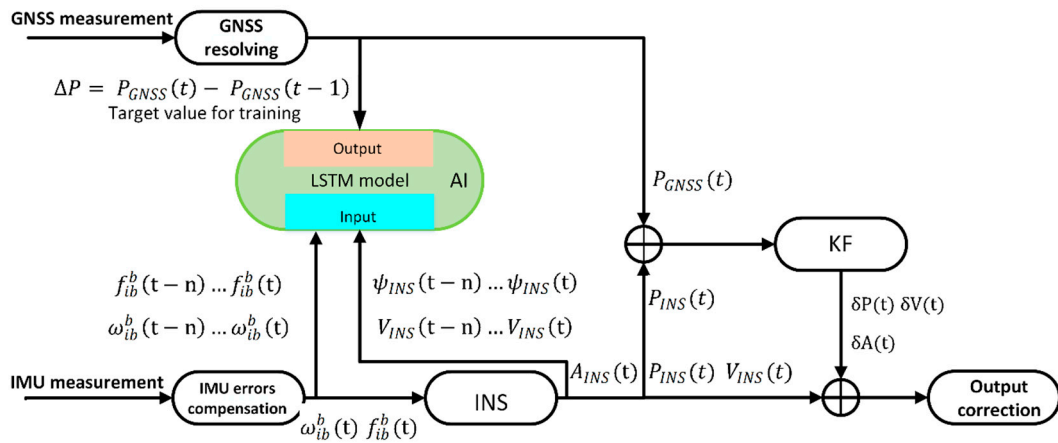 GNSS measurement
GNSS
resolving
ΔP = P_GNSS(t) − P_GNSS(t − 1)
Target value for training
Output
LSTM model
AI
Input
P_GNSS(t)
KF
f_ib^b(t − n) … f_ib^b(t)
ω_ib^b(t − n) … ω_ib^b(t)
ψ_INS(t − n) … ψ_INS(t)
V_INS(t − n) … V_INS(t)
P_INS(t)
δP(t) δV(t)
δA(t)
IMU measurement
IMU errors
compensation
ω_ib^b(t) f_ib^b(t)
INS
A_INS(t) P_INS(t) V_INS(t)
Output
correction